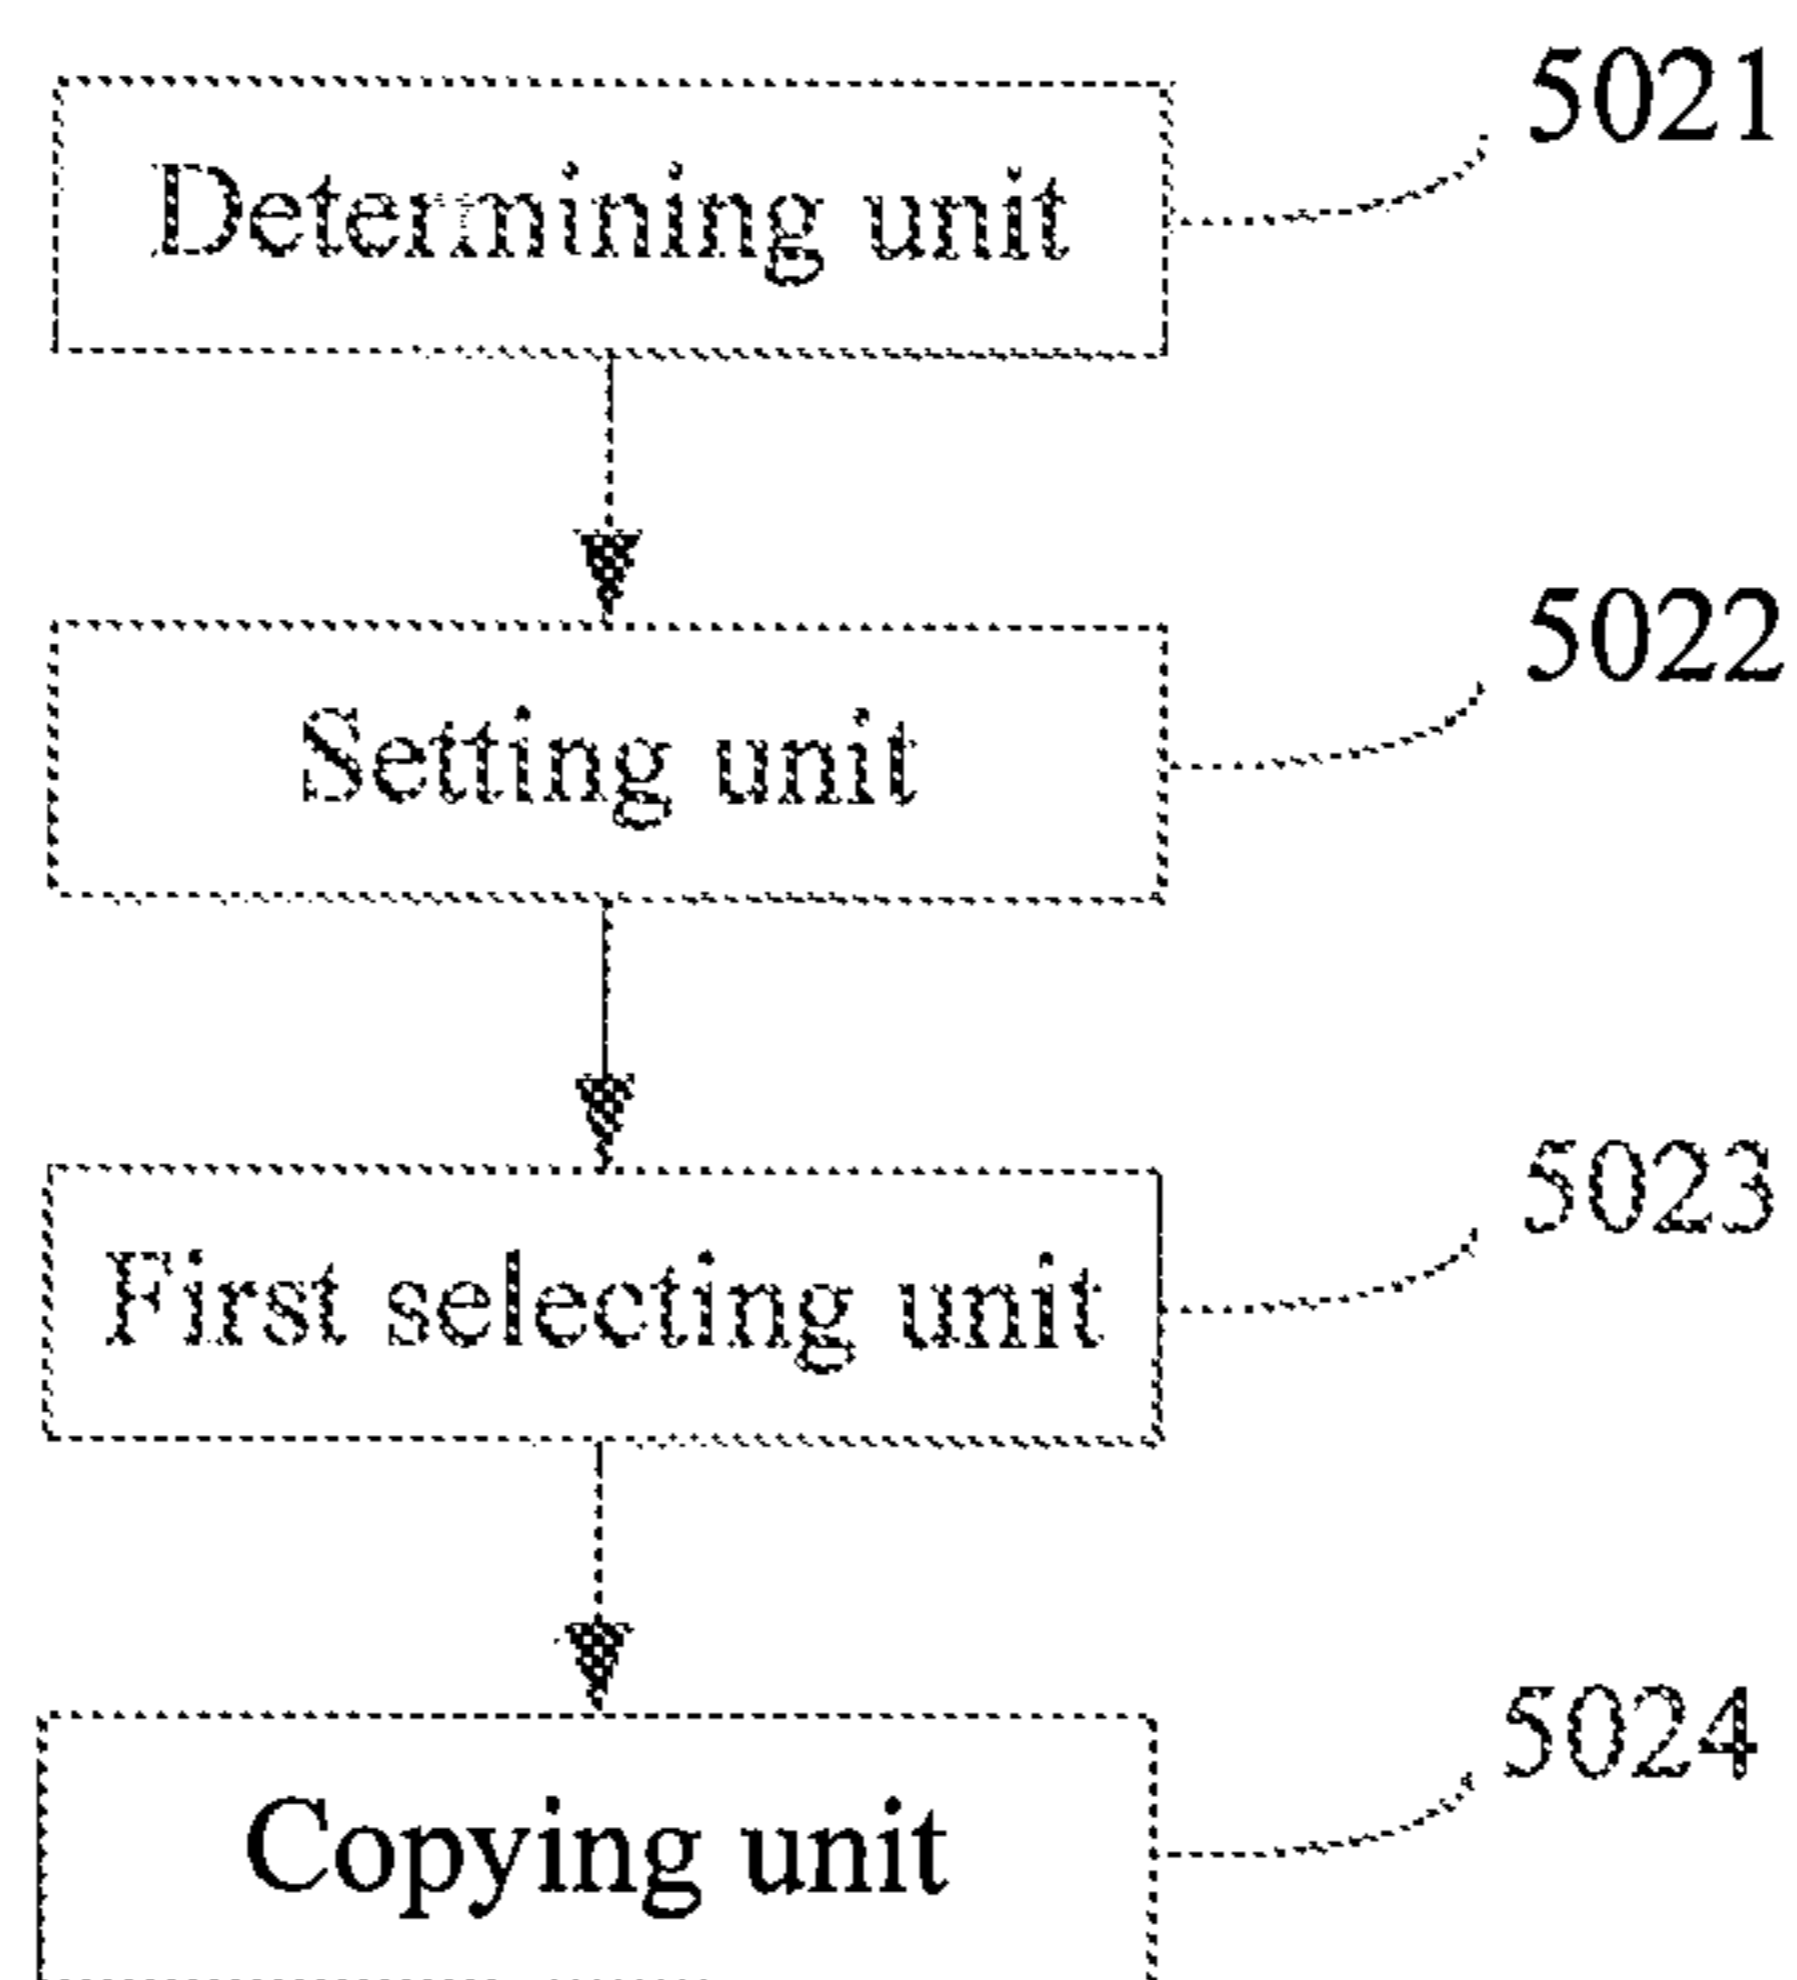 5021
Determining unit
5022
Setting unit
5023
First selecting unit
5024
Copying unit